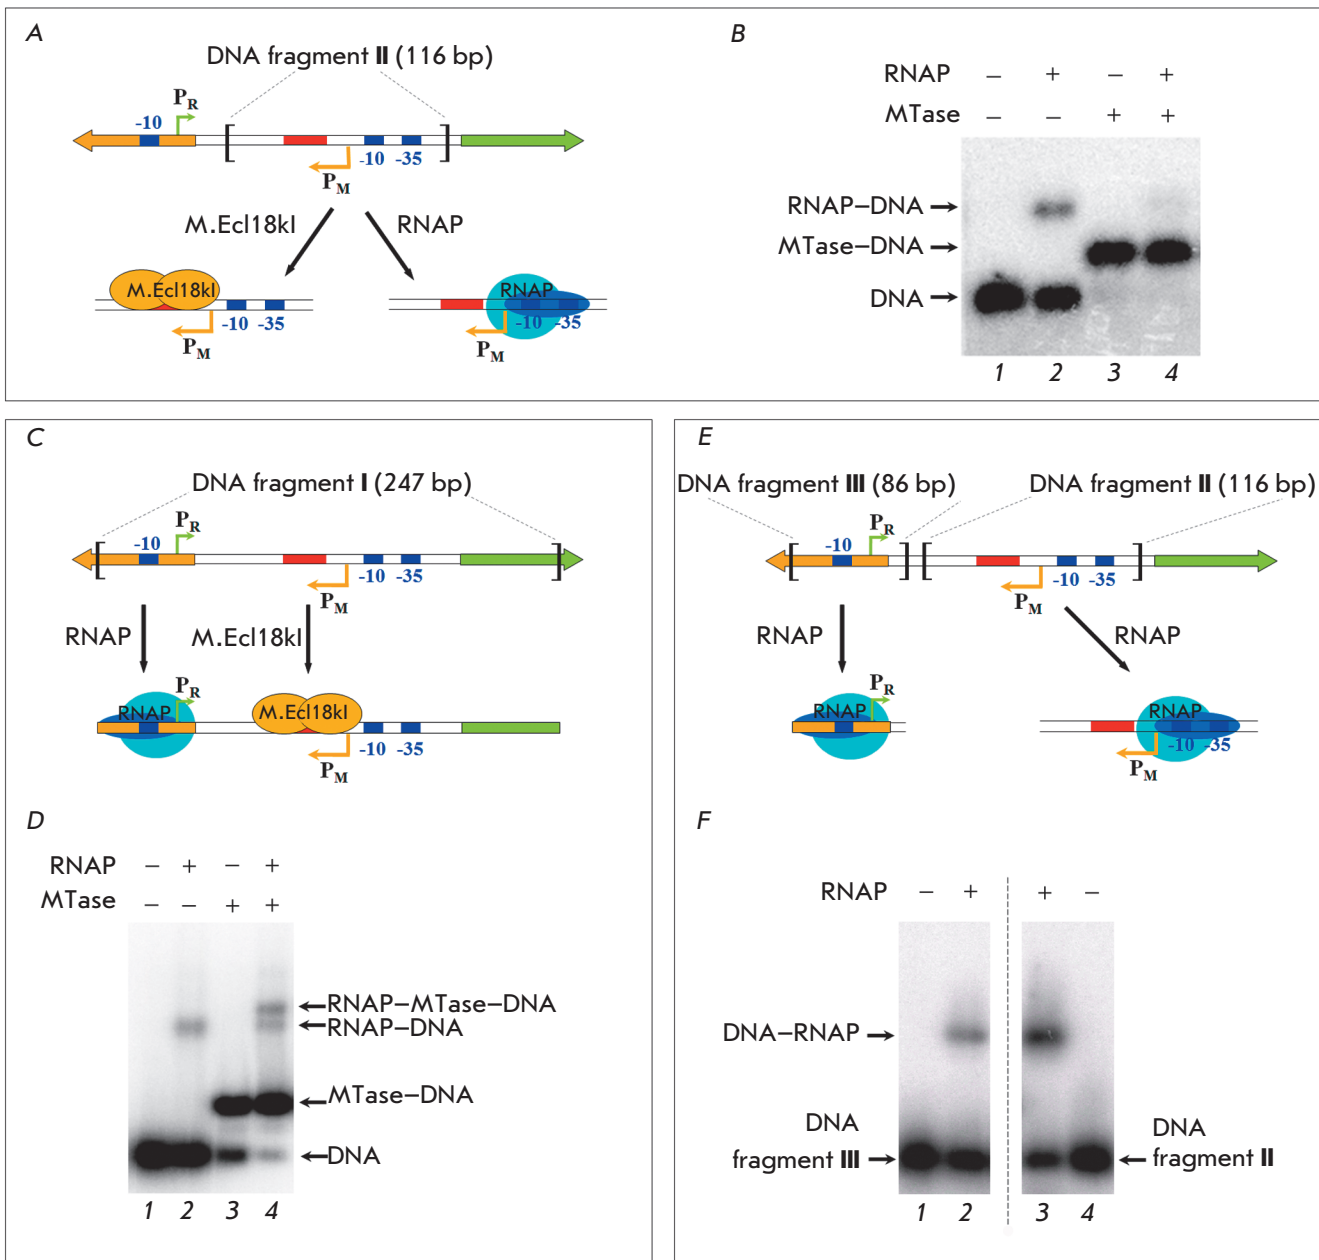 A
DNA fragment II (116 bp)
PR
-10
-10 -35
PM
M.Ecl18kI RNAP
M.Ecl18kI
-10 -35
PM
RNAP
-10 -35
PM
B
RNAP – + – +
MTase – – + +
RNAP–DNA
MTase–DNA
DNA
1 2 3 4
C
DNA fragment I (247 bp)
PR
-10
-10 -35
PM
RNAP M.Ecl18kI
PR
RNAP M.Ecl18kI
-10 -35
PM
D
RNAP – + – +
MTase – – + +
RNAP–MTase–DNA
RNAP–DNA
MTase–DNA
DNA
1 2 3 4
E
DNA fragment III (86 bp) DNA fragment II (116 bp)
PR
-10
-10 -35
PM
RNAP RNAP
PR
RNAP RNAP
-10 -35
PM
F
RNAP – + + –
DNA–RNAP
DNA
fragment III
DNA
fragment II
1 2 3 4